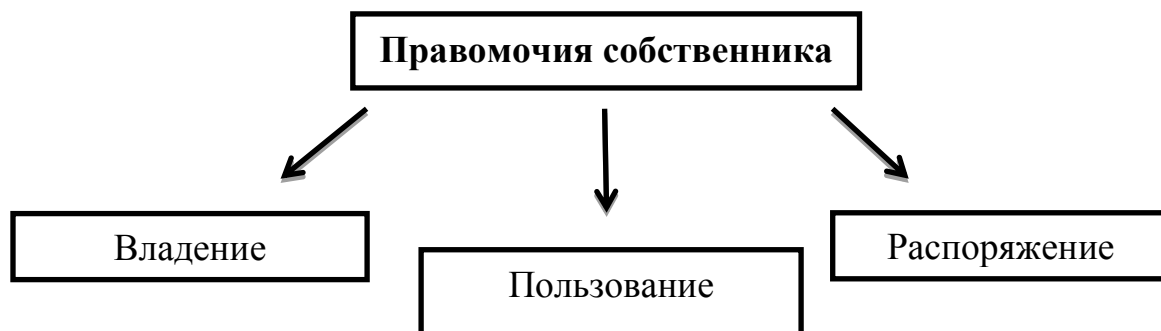 Правомочия собственника
Владение
Пользование
Распоряжение